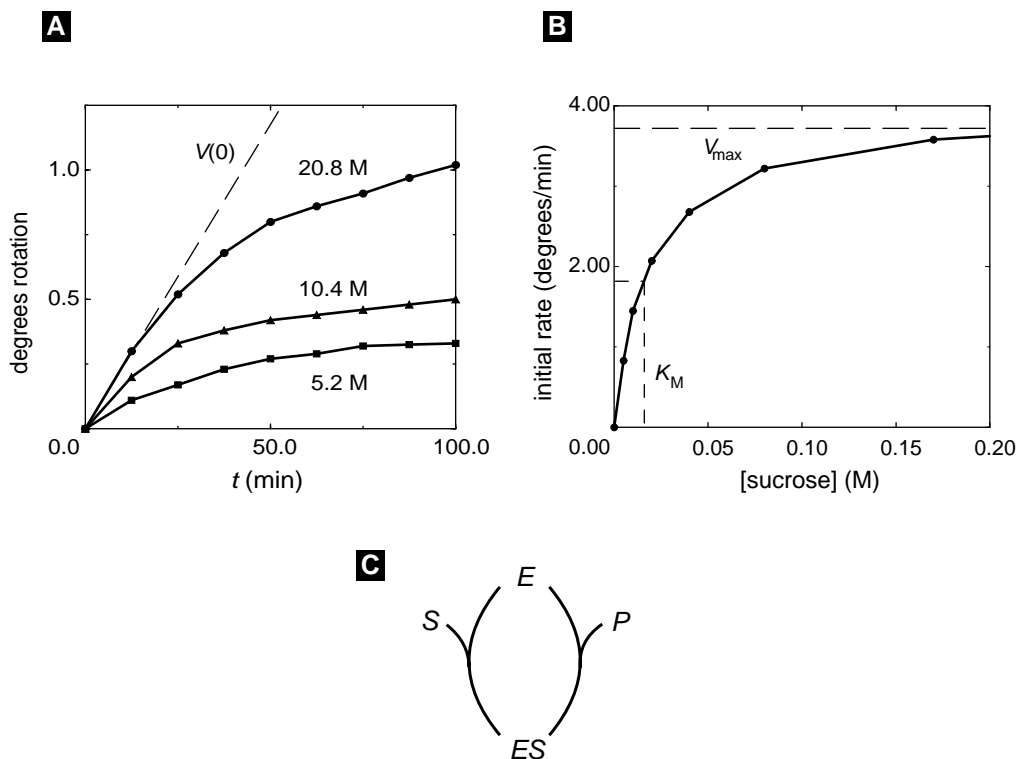 A
B
degrees rotation
1.0
0.5
0.0
50.0
100.0
t (min)
V(0)
20.8 M
10.4 M
5.2 M
initial rate (degrees/min)
4.00
2.00
0.00
0.05
0.10
0.15
0.20
[sucrose] (M)
Vmax
KM
C
E
S
P
ES